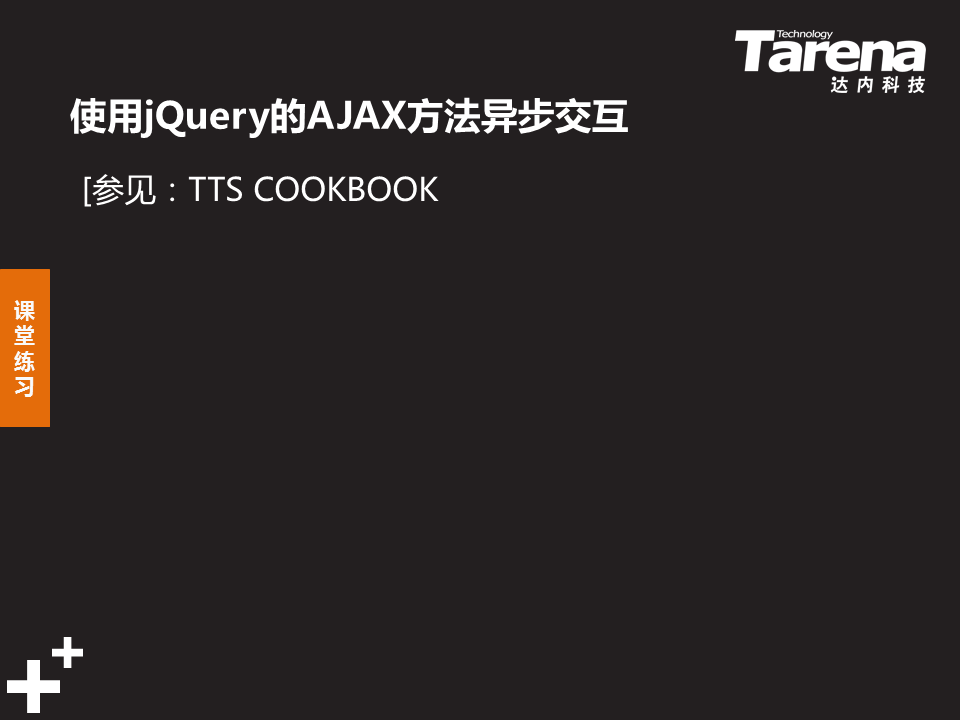 Technology
Tarena
达内科技
使用jQuery的AJAX方法异步交互
[参见：TTS COOKBOOK
课
堂
练
习